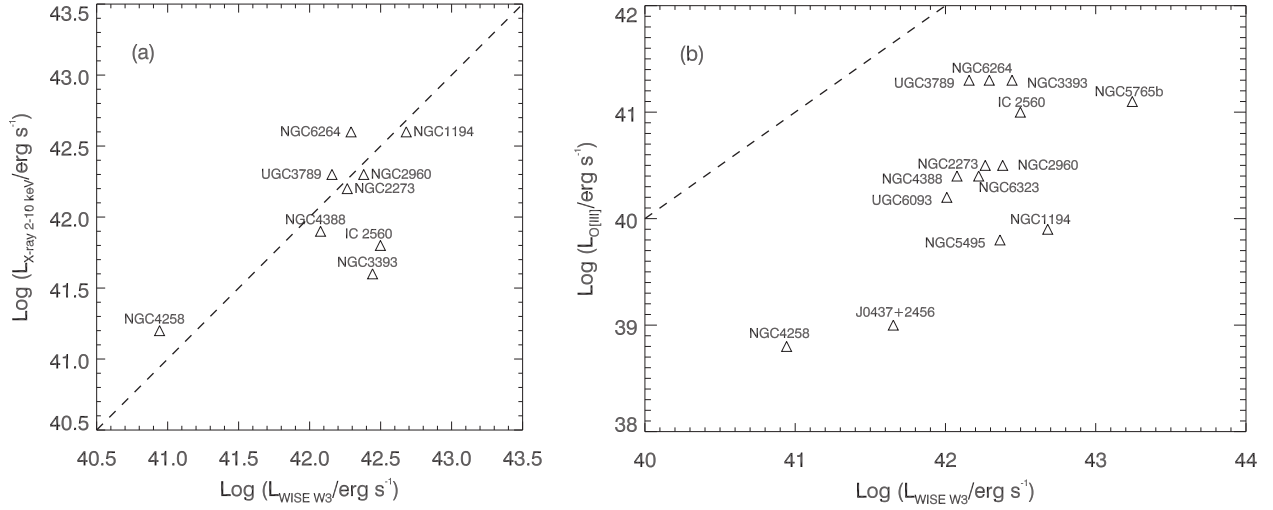 (a)
43.5
43.0
42.5
42.0
41.5
41.0
40.5
Log (L_X-ray 2-10 keV/erg s⁻¹)
NGC6264
NGC1194
UGC3789
NGC2960
NGC2273
NGC4388
IC 2560
NGC3393
NGC4258
40.5 41.0 41.5 42.0 42.5 43.0 43.5
Log (L_WISE W3/erg s⁻¹)
(b)
42
41
40
39
38
Log (L_O[III]/erg s⁻¹)
NGC6264
UGC3789
NGC3393
NGC5765b
IC 2560
NGC2273
NGC2960
NGC4388
NGC6323
UGC6093
NGC1194
NGC5495
J0437+2456
NGC4258
40 41 42 43 44
Log (L_WISE W3/erg s⁻¹)